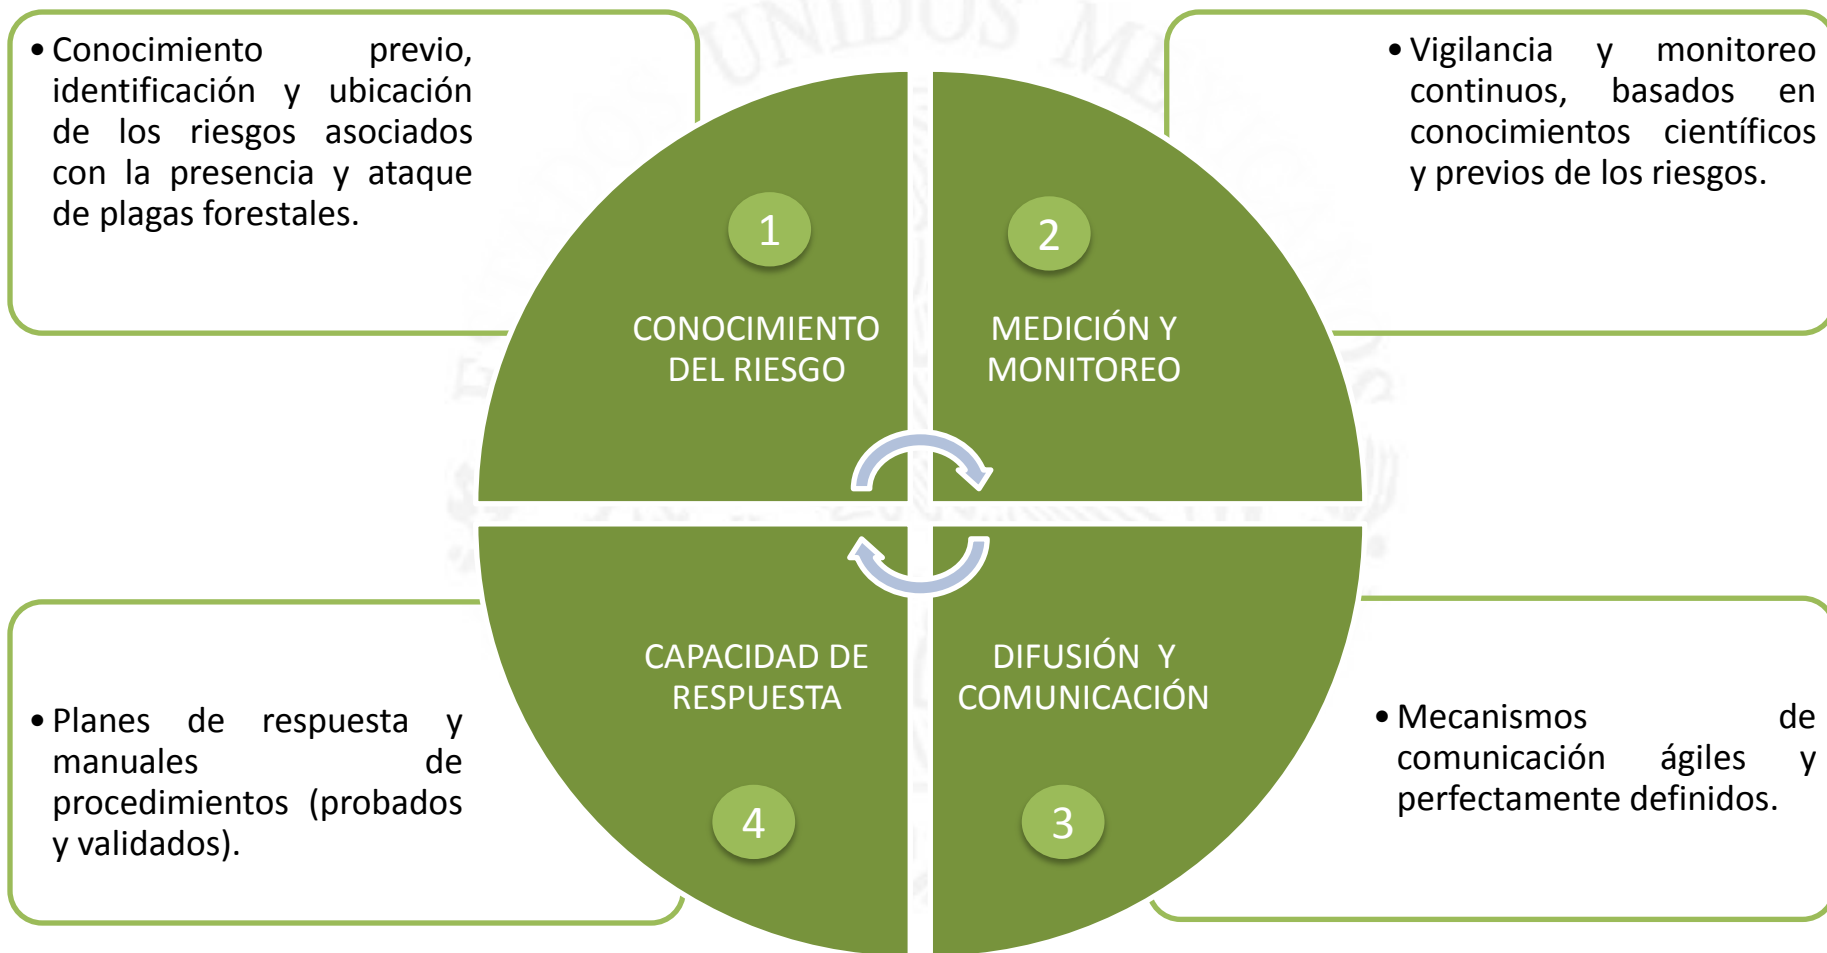 UNIDOS MEXICANOS
• Conocimiento previo,
identificación y ubicación
de los riesgos asociados
con la presencia y ataque
de plagas forestales.
1
CONOCIMIENTO
DEL RIESGO
• Vigilancia y monitoreo
continuos, basados en
conocimientos científicos
y previos de los riesgos.
2
MEDICIÓN Y
MONITOREO
CAPACIDAD DE
RESPUESTA
4
• Planes de respuesta y
manuales de
procedimientos (probados
y validados).
DIFUSIÓN Y
COMUNICACIÓN
3
• Mecanismos de
comunicación ágiles y
perfectamente definidos.